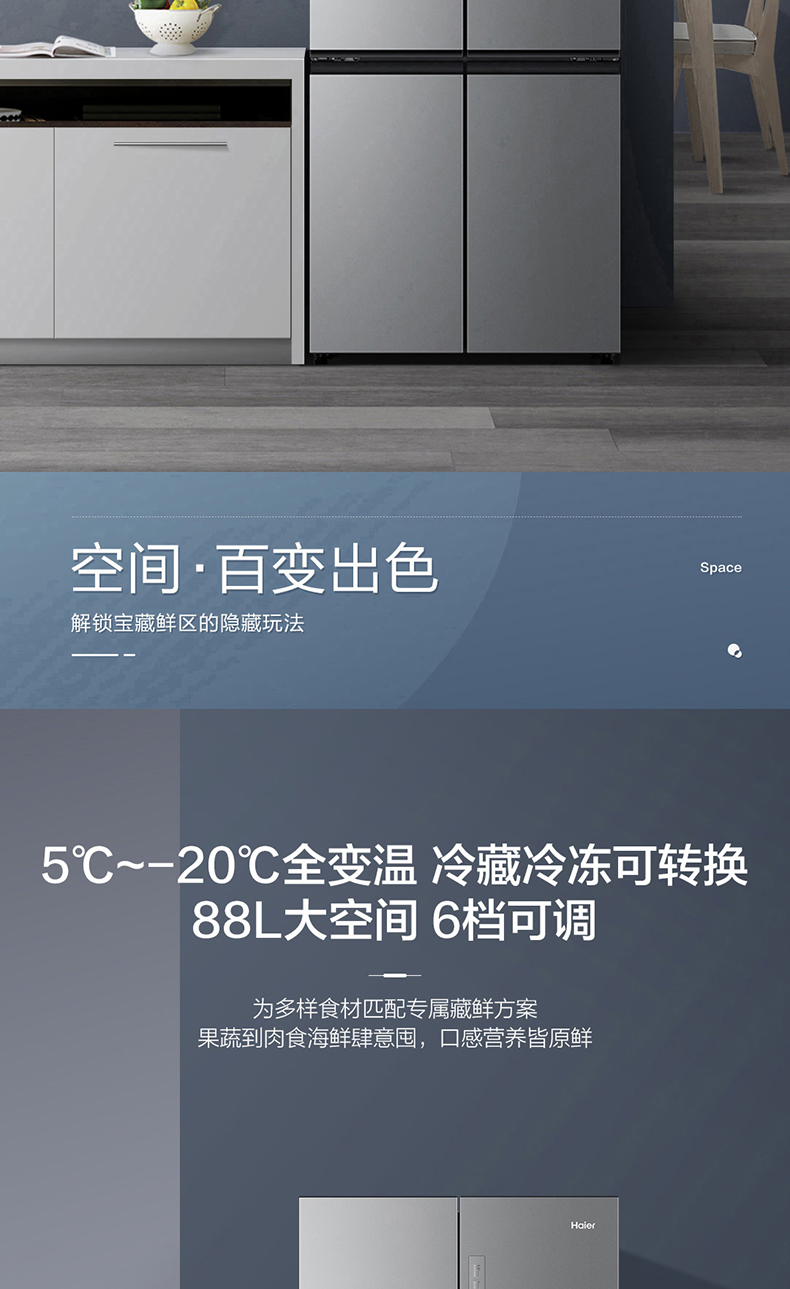 空间·百变出色
Space
解锁宝藏鲜区的隐藏玩法
5℃~-20℃全变温 冷藏冷冻可转换
88L大空间 6档可调
为多样食材匹配专属藏鲜方案
果蔬到肉食海鲜肆意囤，口感营养皆原鲜
Haier